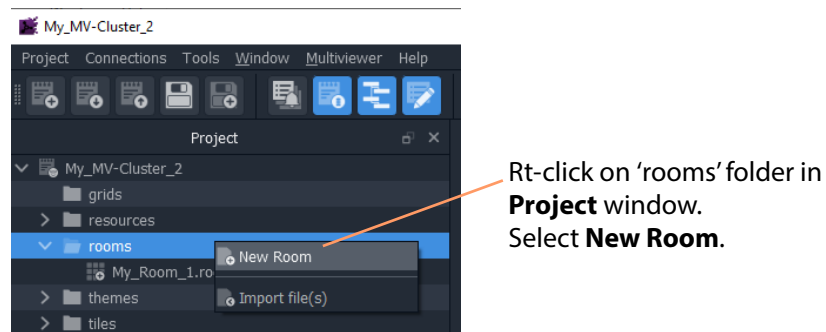 My_MV-Cluster_2
Project Connections Tools Window Multiviewer Help
Project
My_MV-Cluster_2
grids
resources
rooms
New Room
My_Room_1.ro
Import file(s)
themes
tiles
Rt-click on ‘rooms’ folder in
Project window.
Select New Room.